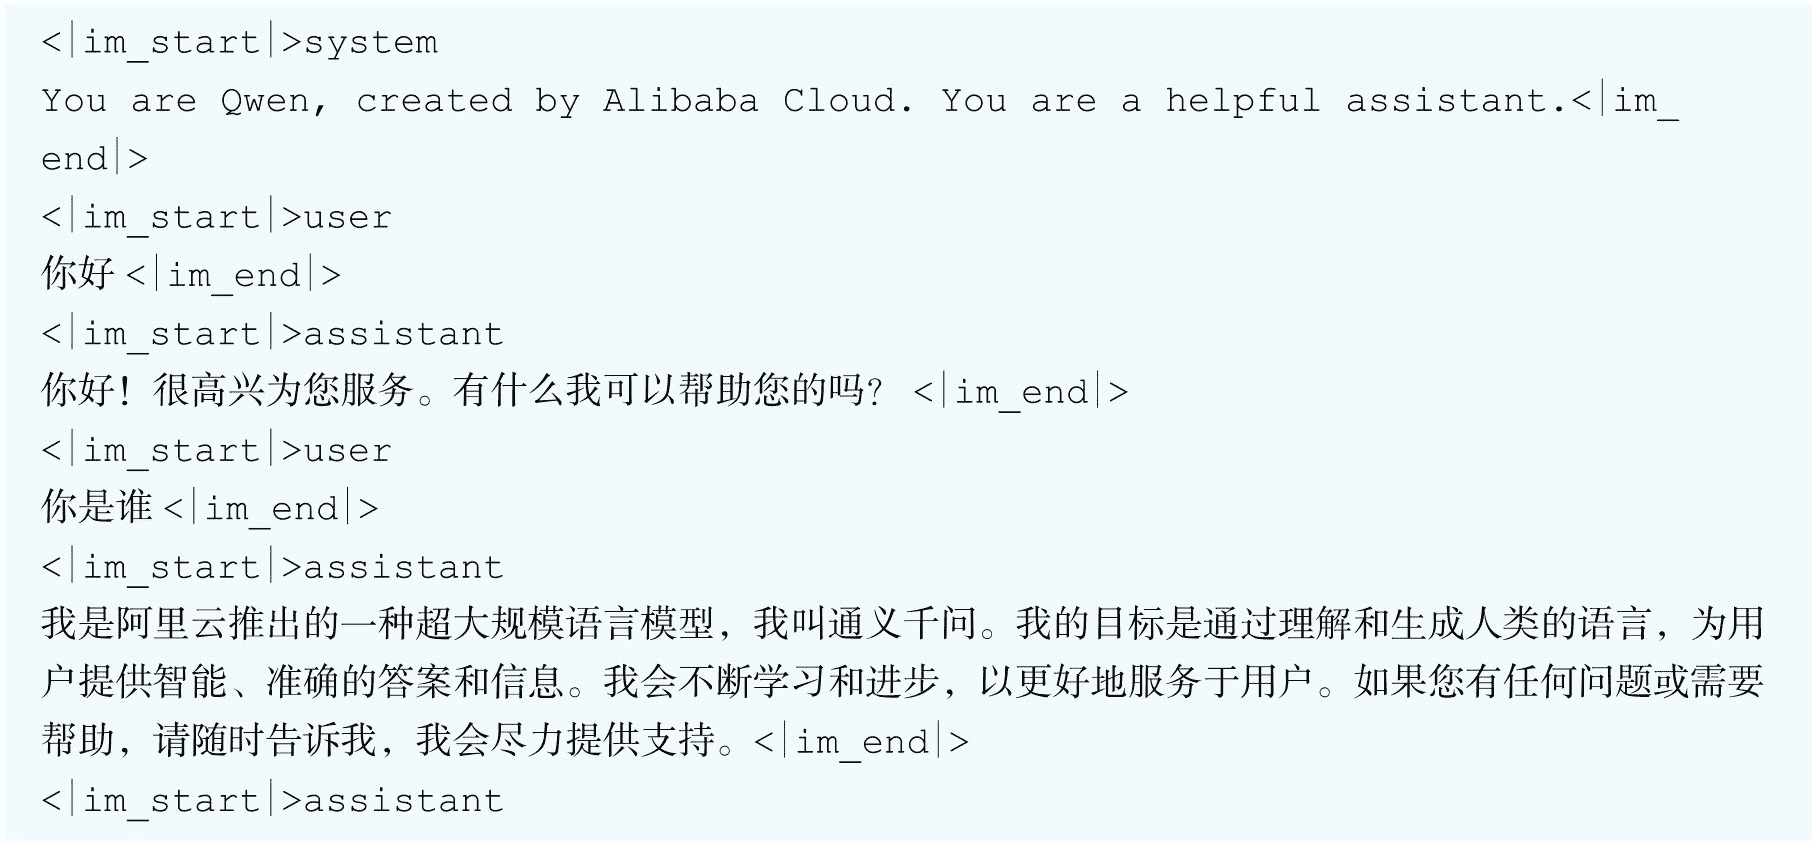 <|im_start|>system
You are Qwen, created by Alibaba Cloud. You are a helpful assistant.<|im_
end|>
<|im_start|>user
你好<|im_end|>
<|im_start|>assistant
你好！很高兴为您服务。有什么我可以帮助您的吗？<|im_end|>
<|im_start|>user
你是谁<|im_end|>
<|im_start|>assistant
我是阿里云推出的一种超大规模语言模型，我叫通义千问。我的目标是通过理解和生成人类的语言，为用
户提供智能、准确的答案和信息。我会不断学习和进步，以更好地服务于用户。如果您有任何问题或需要
帮助，请随时告诉我，我会尽力提供支持。<|im_end|>
<|im_start|>assistant